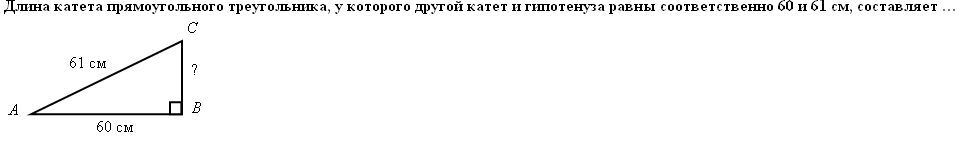 Длина катета прямоугольного треугольника, у которого другой катет и гипотенуза равны соответственно 60 и 61 см, составляет …
C
61 см
?
A
B
60 см